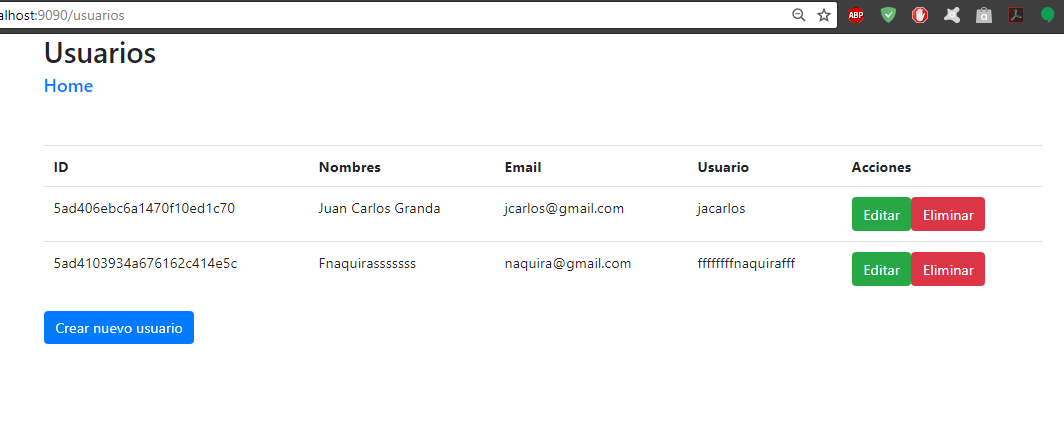 alhost:9090/usuarios
ABP
a
Usuarios
Home
ID Nombres Email Usuario Acciones
5ad406ebc6a1470f10ed1c70 Juan Carlos Granda jcarlos@gmail.com jacarlos Editar Eliminar
5ad4103934a676162c414e5c Fnaquirasssssss naquira@gmail.com ffffffffnaquirafff Editar Eliminar
Crear nuevo usuario